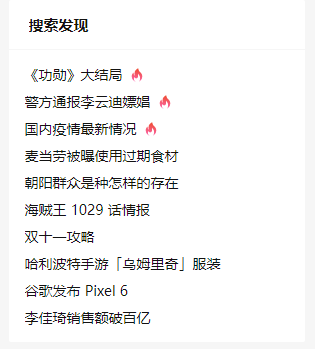 搜索发现
《功勋》大结局
警方通报李云迪嫖娼
国内疫情最新情况
麦当劳被曝使用过期食材
朝阳群众是种怎样的存在
海贼王 1029 话情报
双十一攻略
哈利波特手游「乌姆里奇」服装
谷歌发布 Pixel 6
李佳琦销售额破百亿